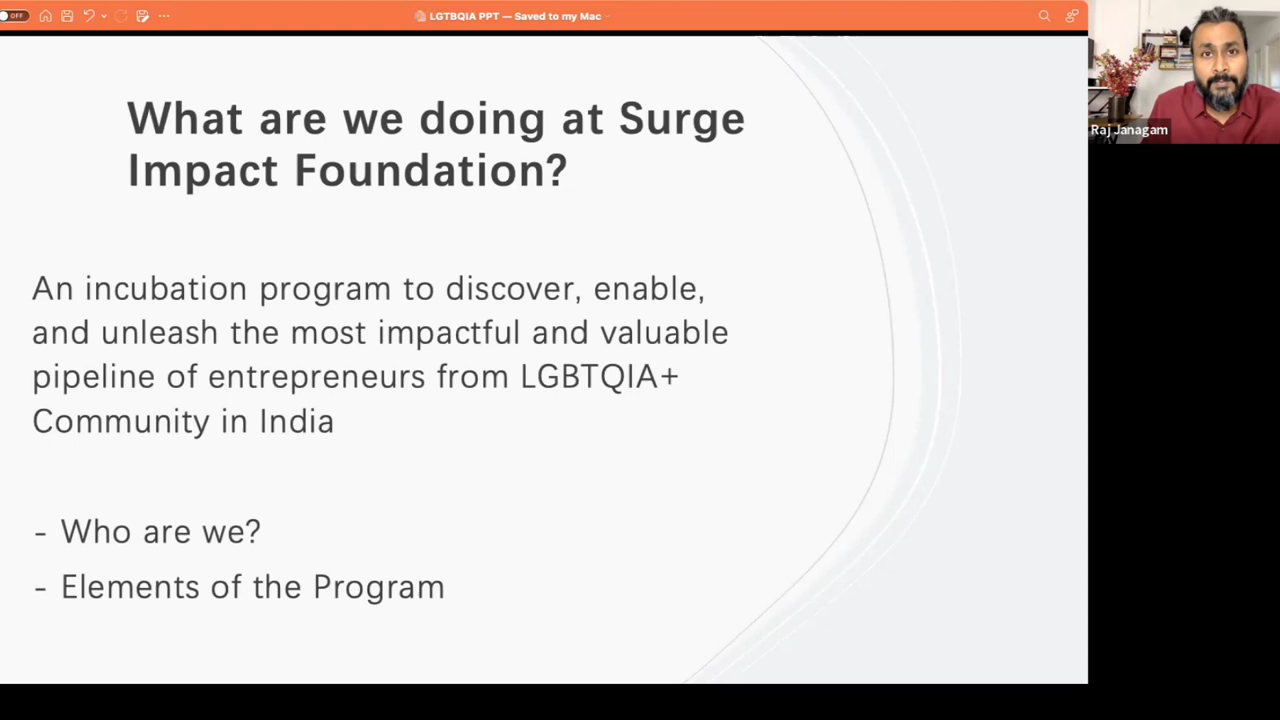 OFF
LGTBQIA PPT — Saved to my Mac
What are we doing at Surge
Impact Foundation?
An incubation program to discover, enable,
and unleash the most impactful and valuable
pipeline of entrepreneurs from LGBTQIA+
Community in India
- Who are we?
- Elements of the Program
Raj Janagam